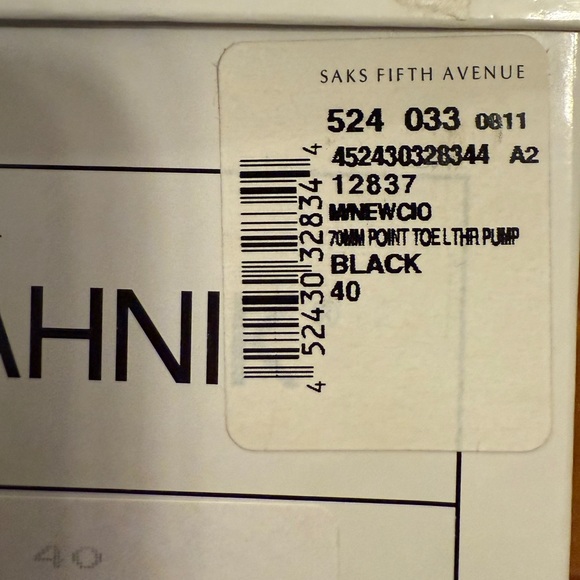 SAKS FIFTH AVENUE
524 033 0811
452430328344 A2
12837
M/NEWCIO
70MM POINT TOE LTHR PUMP
BLACK
40
4 52430 32834 4
AHNI
40